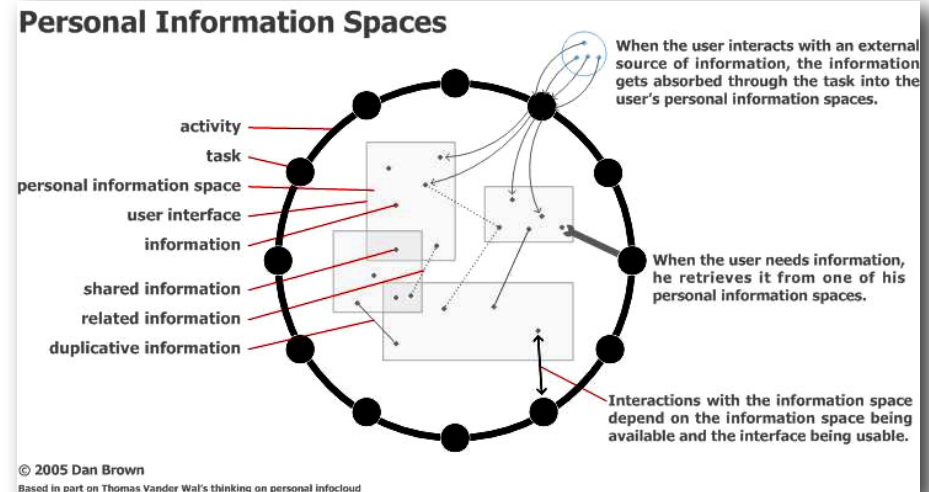 Personal Information Spaces
When the user interacts with an external
source of information, the information
gets absorbed through the task into the
user's personal information spaces.
activity
task
personal information space
user interface
information
shared information
related information
duplicative information
When the user needs information,
he retrieves it from one of his
personal information spaces.
Interactions with the information space
depend on the information space being
available and the interface being usable.
© 2005 Dan Brown
Based in part on Thomas Vander Wal's thinking on personal infocloud